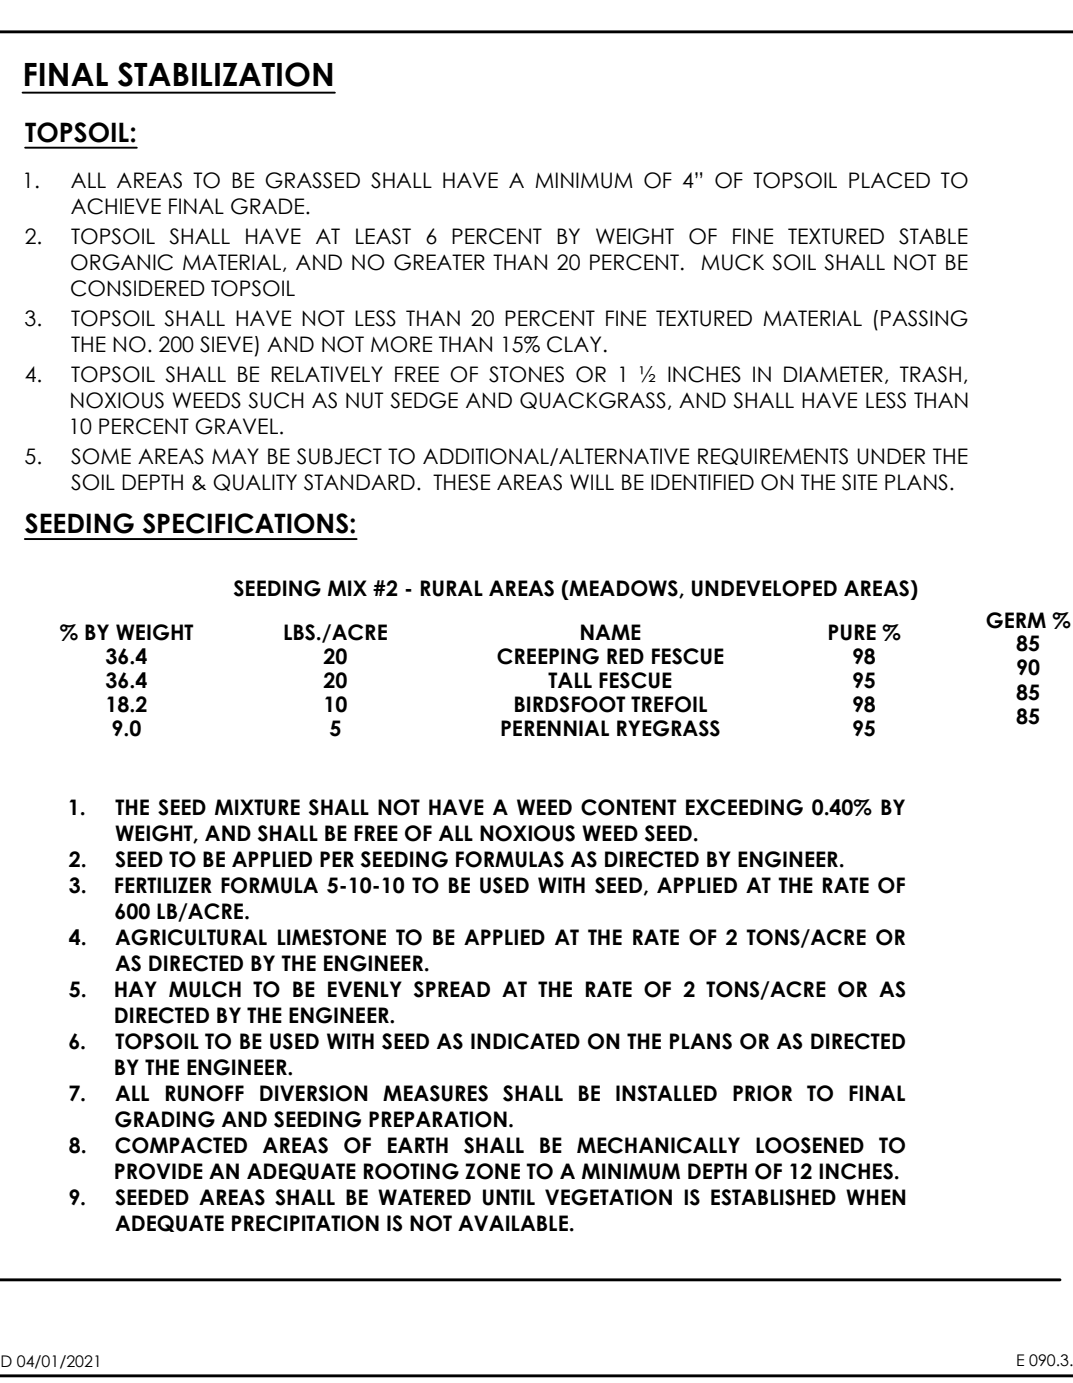 FINAL STABILIZATION
TOPSOIL:
1. ALL AREAS TO BE GRASSED SHALL HAVE A MINIMUM OF 4” OF TOPSOIL PLACED TO
ACHIEVE FINAL GRADE.
2. TOPSOIL SHALL HAVE AT LEAST 6 PERCENT BY WEIGHT OF FINE TEXTURED STABLE
ORGANIC MATERIAL, AND NO GREATER THAN 20 PERCENT. MUCK SOIL SHALL NOT BE
CONSIDERED TOPSOIL
3. TOPSOIL SHALL HAVE NOT LESS THAN 20 PERCENT FINE TEXTURED MATERIAL (PASSING
THE NO. 200 SIEVE) AND NOT MORE THAN 15% CLAY.
4. TOPSOIL SHALL BE RELATIVELY FREE OF STONES OR 1 ½ INCHES IN DIAMETER, TRASH,
NOXIOUS WEEDS SUCH AS NUT SEDGE AND QUACKGRASS, AND SHALL HAVE LESS THAN
10 PERCENT GRAVEL.
5. SOME AREAS MAY BE SUBJECT TO ADDITIONAL/ALTERNATIVE REQUIREMENTS UNDER THE
SOIL DEPTH & QUALITY STANDARD. THESE AREAS WILL BE IDENTIFIED ON THE SITE PLANS.
SEEDING SPECIFICATIONS:
SEEDING MIX #2 - RURAL AREAS (MEADOWS, UNDEVELOPED AREAS)
% BY WEIGHT LBS./ACRE NAME PURE % GERM %
36.4 20 CREEPING RED FESCUE 98 85
36.4 20 TALL FESCUE 95 90
18.2 10 BIRDSFOOT TREFOIL 98 85
9.0 5 PERENNIAL RYEGRASS 95 85
1. THE SEED MIXTURE SHALL NOT HAVE A WEED CONTENT EXCEEDING 0.40% BY
WEIGHT, AND SHALL BE FREE OF ALL NOXIOUS WEED SEED.
2. SEED TO BE APPLIED PER SEEDING FORMULAS AS DIRECTED BY ENGINEER.
3. FERTILIZER FORMULA 5-10-10 TO BE USED WITH SEED, APPLIED AT THE RATE OF
600 LB/ACRE.
4. AGRICULTURAL LIMESTONE TO BE APPLIED AT THE RATE OF 2 TONS/ACRE OR
AS DIRECTED BY THE ENGINEER.
5. HAY MULCH TO BE EVENLY SPREAD AT THE RATE OF 2 TONS/ACRE OR AS
DIRECTED BY THE ENGINEER.
6. TOPSOIL TO BE USED WITH SEED AS INDICATED ON THE PLANS OR AS DIRECTED
BY THE ENGINEER.
7. ALL RUNOFF DIVERSION MEASURES SHALL BE INSTALLED PRIOR TO FINAL
GRADING AND SEEDING PREPARATION.
8. COMPACTED AREAS OF EARTH SHALL BE MECHANICALLY LOOSENED TO
PROVIDE AN ADEQUATE ROOTING ZONE TO A MINIMUM DEPTH OF 12 INCHES.
9. SEEDED AREAS SHALL BE WATERED UNTIL VEGETATION IS ESTABLISHED WHEN
ADEQUATE PRECIPITATION IS NOT AVAILABLE.
D 04/01/2021 E 090.3.